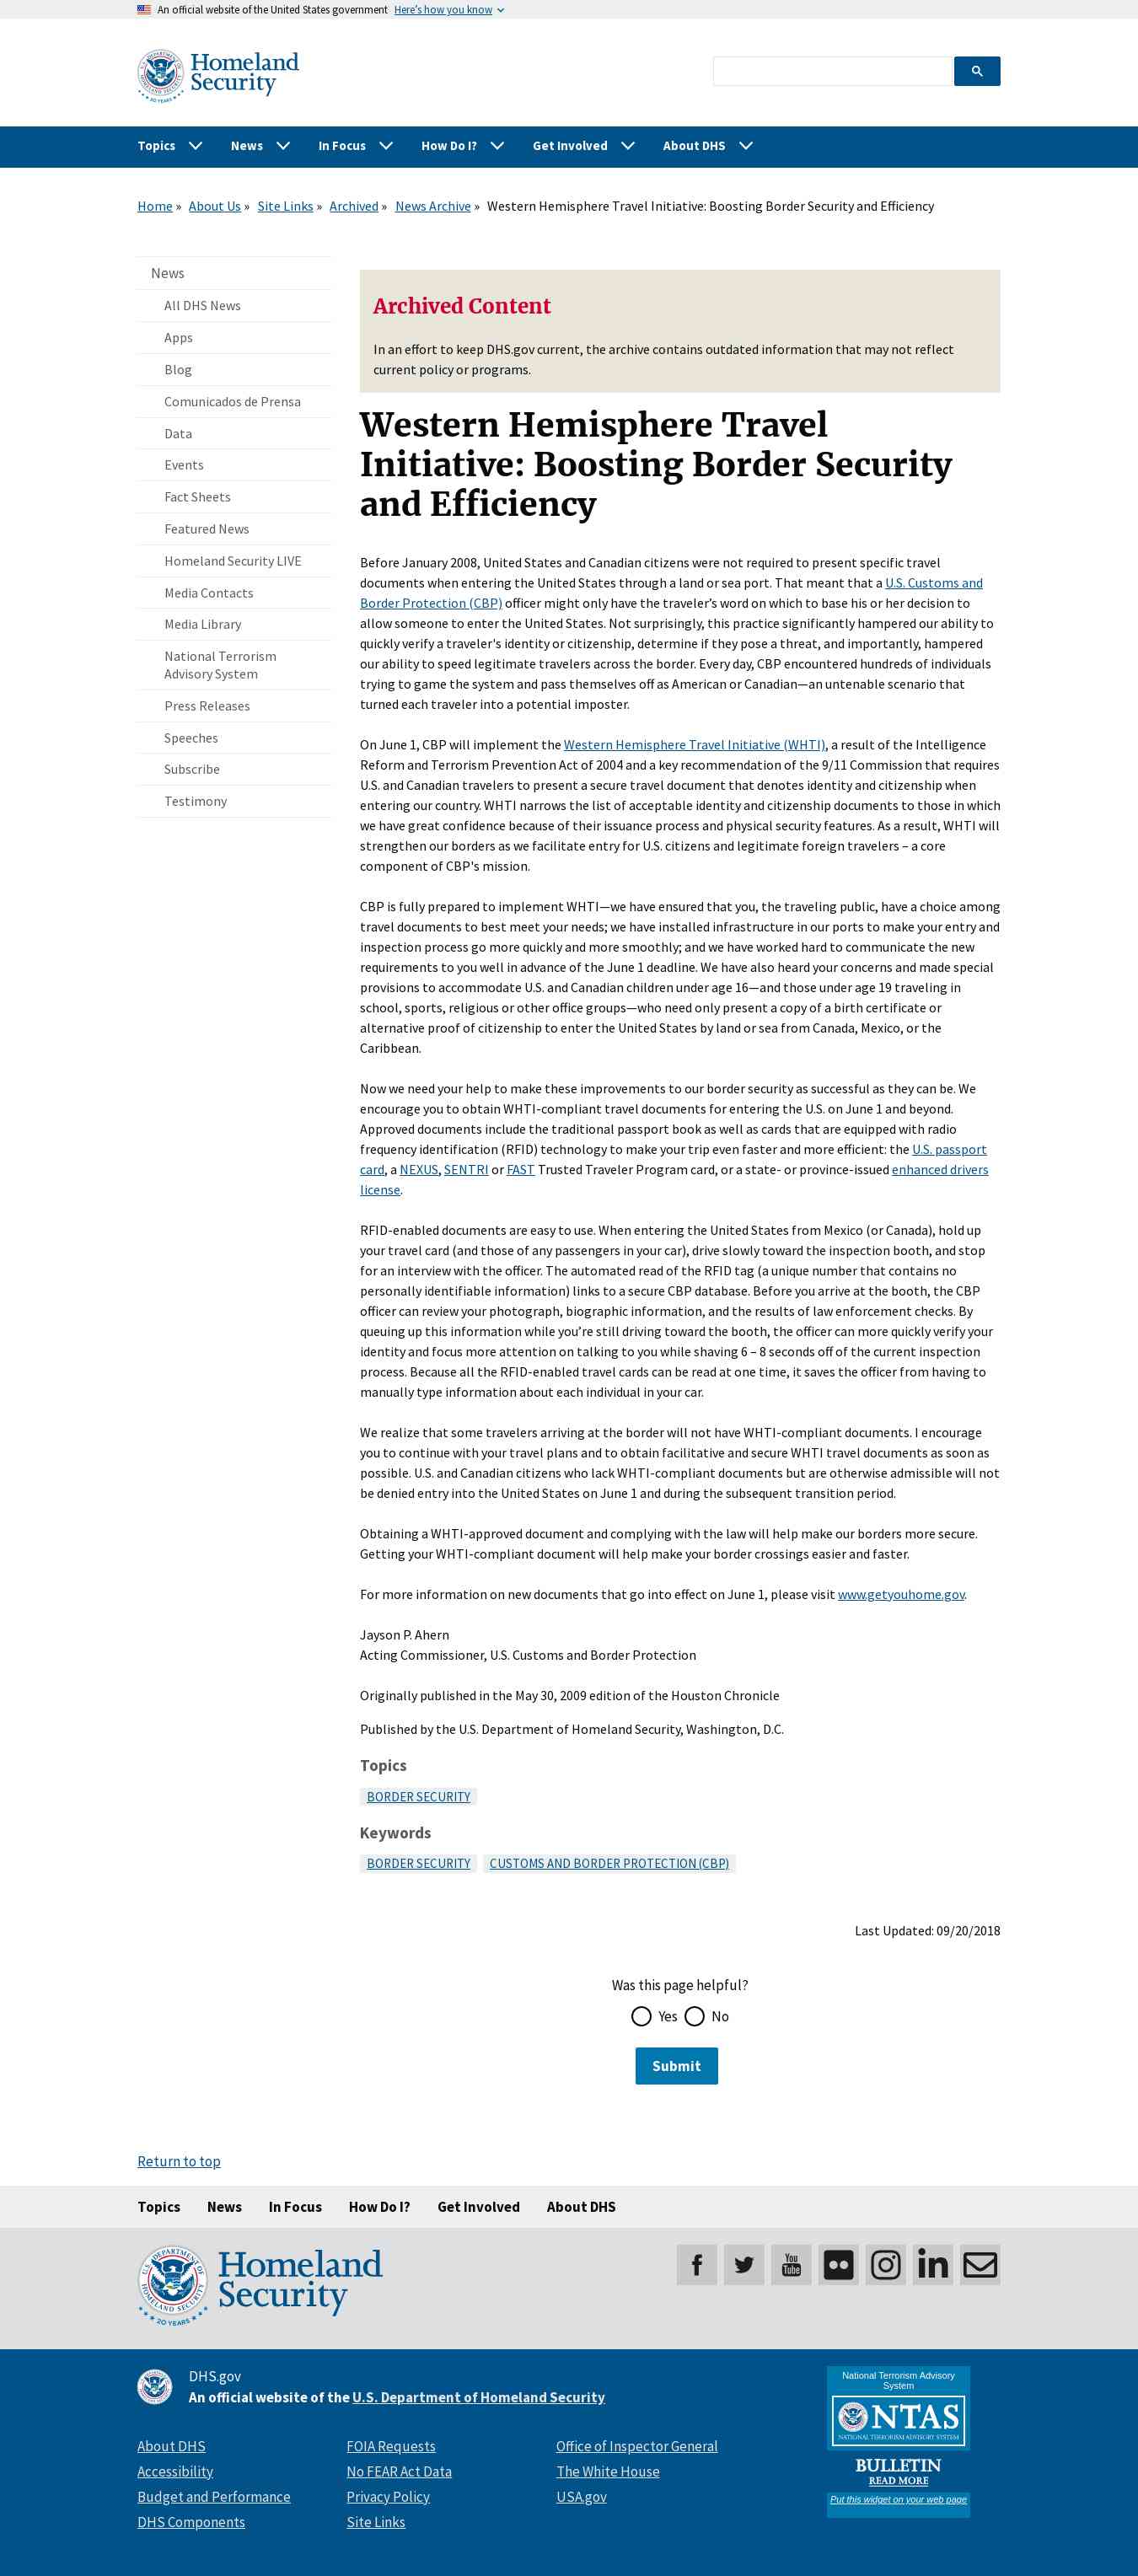 An official website of the United States government Here's how you know
U.S. DEPARTMENT OF
HOMELAND SECURITY
20 YEARS
Homeland
Security
Topics News In Focus How Do I? Get Involved About DHS
Home » About Us » Site Links » Archived » News Archive » Western Hemisphere Travel Initiative: Boosting Border Security and Efficiency
News
All DHS News
Apps
Blog
Comunicados de Prensa
Data
Events
Fact Sheets
Featured News
Homeland Security LIVE
Media Contacts
Media Library
National Terrorism
Advisory System
Press Releases
Speeches
Subscribe
Testimony
Archived Content
In an effort to keep DHS.gov current, the archive contains outdated information that may not reflect
current policy or programs.
Western Hemisphere Travel
Initiative: Boosting Border Security
and Efficiency
Before January 2008, United States and Canadian citizens were not required to present specific travel
documents when entering the United States through a land or sea port. That meant that a U.S. Customs and
Border Protection (CBP) officer might only have the traveler’s word on which to base his or her decision to
allow someone to enter the United States. Not surprisingly, this practice significantly hampered our ability to
quickly verify a traveler's identity or citizenship, determine if they pose a threat, and importantly, hampered
our ability to speed legitimate travelers across the border. Every day, CBP encountered hundreds of individuals
trying to game the system and pass themselves off as American or Canadian—an untenable scenario that
turned each traveler into a potential imposter.
On June 1, CBP will implement the Western Hemisphere Travel Initiative (WHTI), a result of the Intelligence
Reform and Terrorism Prevention Act of 2004 and a key recommendation of the 9/11 Commission that requires
U.S. and Canadian travelers to present a secure travel document that denotes identity and citizenship when
entering our country. WHTI narrows the list of acceptable identity and citizenship documents to those in which
we have great confidence because of their issuance process and physical security features. As a result, WHTI will
strengthen our borders as we facilitate entry for U.S. citizens and legitimate foreign travelers – a core
component of CBP's mission.
CBP is fully prepared to implement WHTI—we have ensured that you, the traveling public, have a choice among
travel documents to best meet your needs; we have installed infrastructure in our ports to make your entry and
inspection process go more quickly and more smoothly; and we have worked hard to communicate the new
requirements to you well in advance of the June 1 deadline. We have also heard your concerns and made special
provisions to accommodate U.S. and Canadian children under age 16—and those under age 19 traveling in
school, sports, religious or other office groups—who need only present a copy of a birth certificate or
alternative proof of citizenship to enter the United States by land or sea from Canada, Mexico, or the
Caribbean.
Now we need your help to make these improvements to our border security as successful as they can be. We
encourage you to obtain WHTI-compliant travel documents for entering the U.S. on June 1 and beyond.
Approved documents include the traditional passport book as well as cards that are equipped with radio
frequency identification (RFID) technology to make your trip even faster and more efficient: the U.S. passport
card, a NEXUS, SENTRI or FAST Trusted Traveler Program card, or a state- or province-issued enhanced drivers
license.
RFID-enabled documents are easy to use. When entering the United States from Mexico (or Canada), hold up
your travel card (and those of any passengers in your car), drive slowly toward the inspection booth, and stop
for an interview with the officer. The automated read of the RFID tag (a unique number that contains no
personally identifiable information) links to a secure CBP database. Before you arrive at the booth, the CBP
officer can review your photograph, biographic information, and the results of law enforcement checks. By
queuing up this information while you’re still driving toward the booth, the officer can more quickly verify your
identity and focus more attention on talking to you while shaving 6 – 8 seconds off of the current inspection
process. Because all the RFID-enabled travel cards can be read at one time, it saves the officer from having to
manually type information about each individual in your car.
We realize that some travelers arriving at the border will not have WHTI-compliant documents. I encourage
you to continue with your travel plans and to obtain facilitative and secure WHTI travel documents as soon as
possible. U.S. and Canadian citizens who lack WHTI-compliant documents but are otherwise admissible will not
be denied entry into the United States on June 1 and during the subsequent transition period.
Obtaining a WHTI-approved document and complying with the law will help make our borders more secure.
Getting your WHTI-compliant document will help make your border crossings easier and faster.
For more information on new documents that go into effect on June 1, please visit www.getyouhome.gov.
Jayson P. Ahern
Acting Commissioner, U.S. Customs and Border Protection
Originally published in the May 30, 2009 edition of the Houston Chronicle
Published by the U.S. Department of Homeland Security, Washington, D.C.
Topics
BORDER SECURITY
Keywords
BORDER SECURITY CUSTOMS AND BORDER PROTECTION (CBP)
Last Updated: 09/20/2018
Was this page helpful?
Yes No
Submit
Return to top
Topics News In Focus How Do I? Get Involved About DHS
U.S. DEPARTMENT OF
HOMELAND SECURITY
20 YEARS
Homeland
Security
You
Tube
DHS.gov
An official website of the U.S. Department of Homeland Security
About DHS FOIA Requests Office of Inspector General
Accessibility No FEAR Act Data The White House
Budget and Performance Privacy Policy USA.gov
DHS Components Site Links
National Terrorism Advisory
System
NTAS
NATIONAL TERRORISM ADVISORY SYSTEM
BULLETIN
READ MORE
Put this widget on your web page